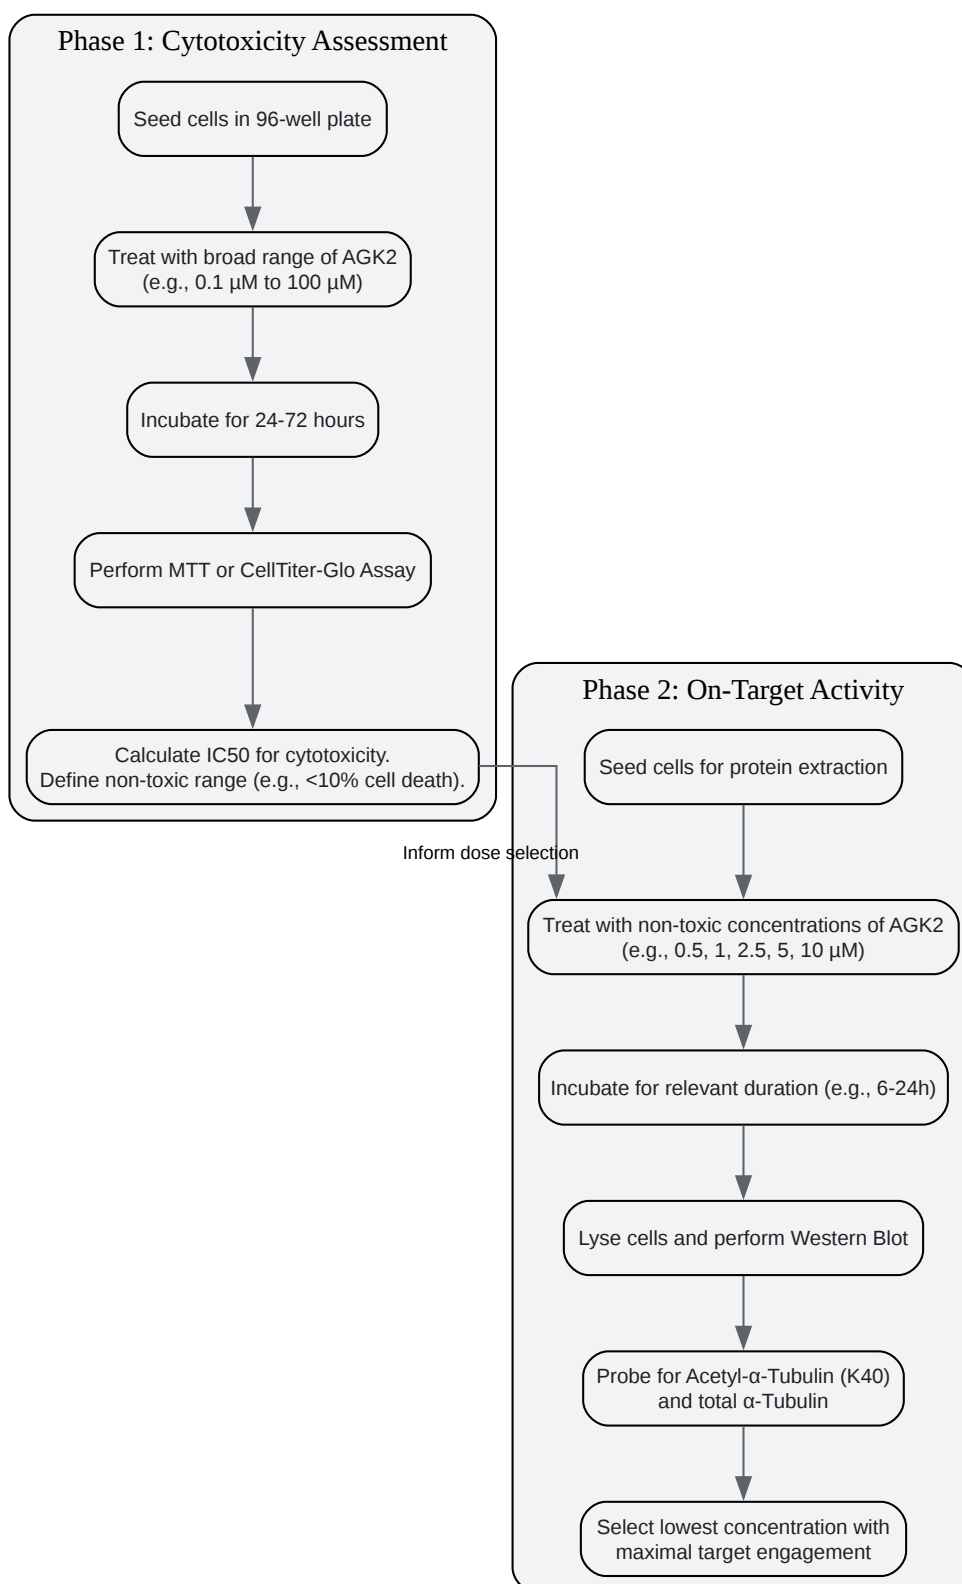 Phase 1: Cytotoxicity Assessment
Seed cells in 96-well plate
Treat with broad range of AGK2
(e.g., 0.1 µM to 100 µM)
Incubate for 24-72 hours
Perform MTT or CellTiter-Glo Assay
Calculate IC50 for cytotoxicity.
Define non-toxic range (e.g., <10% cell death).
Inform dose selection
Phase 2: On-Target Activity
Seed cells for protein extraction
Treat with non-toxic concentrations of AGK2
(e.g., 0.5, 1, 2.5, 5, 10 µM)
Incubate for relevant duration (e.g., 6-24h)
Lyse cells and perform Western Blot
Probe for Acetyl-α-Tubulin (K40)
and total α-Tubulin
Select lowest concentration with
maximal target engagement